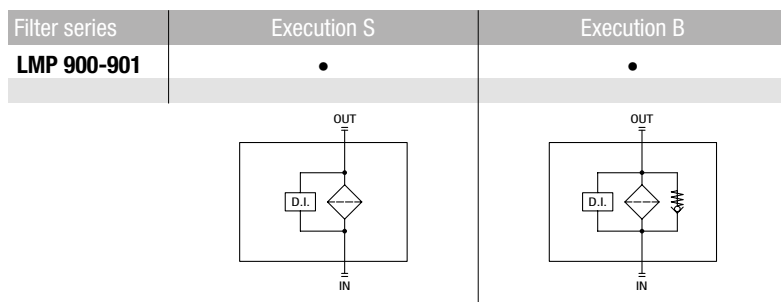 Filter series Execution S Execution B
LMP 900-901 • •
OUT OUT
D.I. D.I.
IN IN